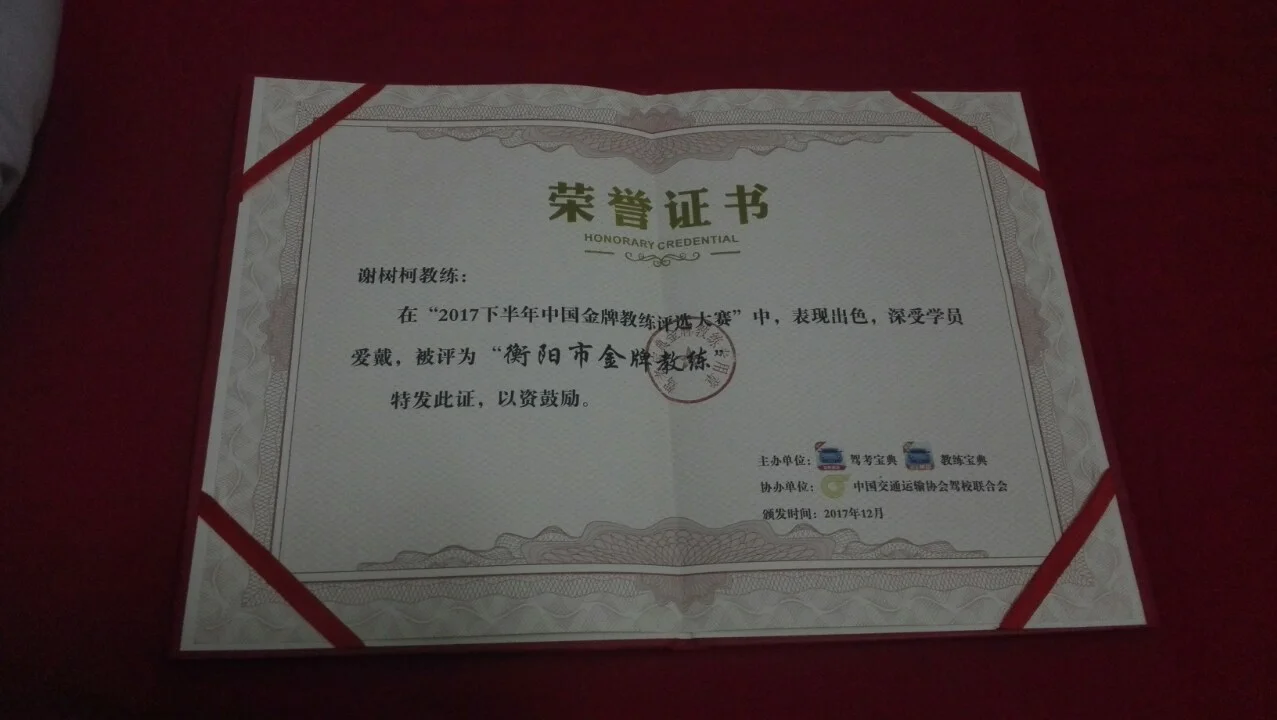 荣誉证书
HONORARY CREDENTIAL
谢树柯教练：
在“2017下半年中国金牌教练评选大赛”中，表现出色，深受学员
爱戴，被评为“衡阳市金牌教练”
特发此证，以资鼓励。
主办单位： 驾考宝典 教练宝典
协办单位： 中国交通运输协会驾校联合会
颁发时间：2017年12月